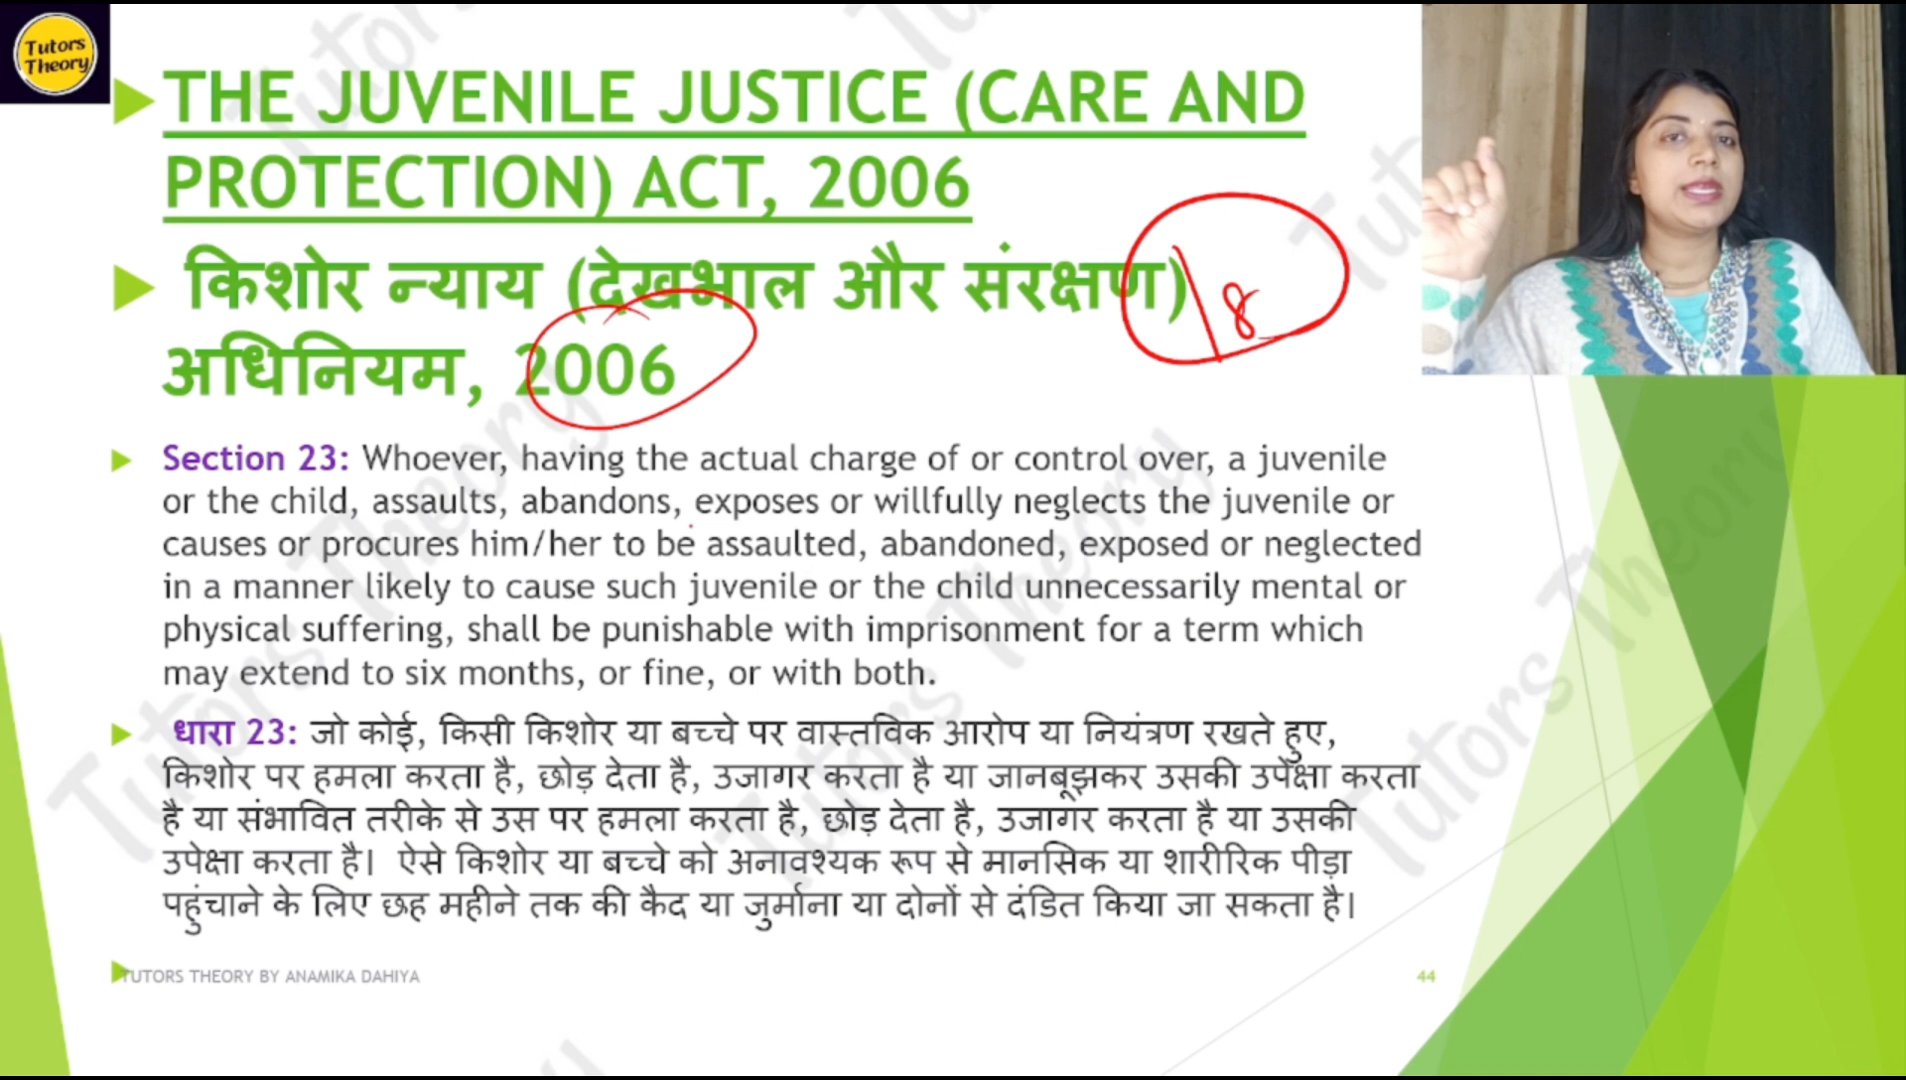 Tutors
Theory
THE JUVENILE JUSTICE (CARE AND
PROTECTION) ACT, 2006
किशोर न्याय (देखभाल और संरक्षण)
18
अधिनियम, 2006
Section 23: Whoever, having the actual charge of or control over, a juvenile
or the child, assaults, abandons, exposes or willfully neglects the juvenile or
causes or procures him/her to be assaulted, abandoned, exposed or neglected
in a manner likely to cause such juvenile or the child unnecessarily mental or
physical suffering, shall be punishable with imprisonment for a term which
may extend to six months, or fine, or with both.
धारा 23: जो कोई, किसी किशोर या बच्चे पर वास्तविक आरोप या नियंत्रण रखते हुए,
किशोर पर हमला करता है, छोड़ देता है, उजागर करता है या जानबूझकर उसकी उपेक्षा करता
है या संभावित तरीके से उस पर हमला करता है, छोड़ देता है, उजागर करता है या उसकी
उपेक्षा करता है। ऐसे किशोर या बच्चे को अनावश्यक रूप से मानसिक या शारीरिक पीड़ा
पहुंचाने के लिए छह महीने तक की कैद या जुर्माना या दोनों से दंडित किया जा सकता है।
TUTORS THEORY BY ANAMIKA DAHIYA
44